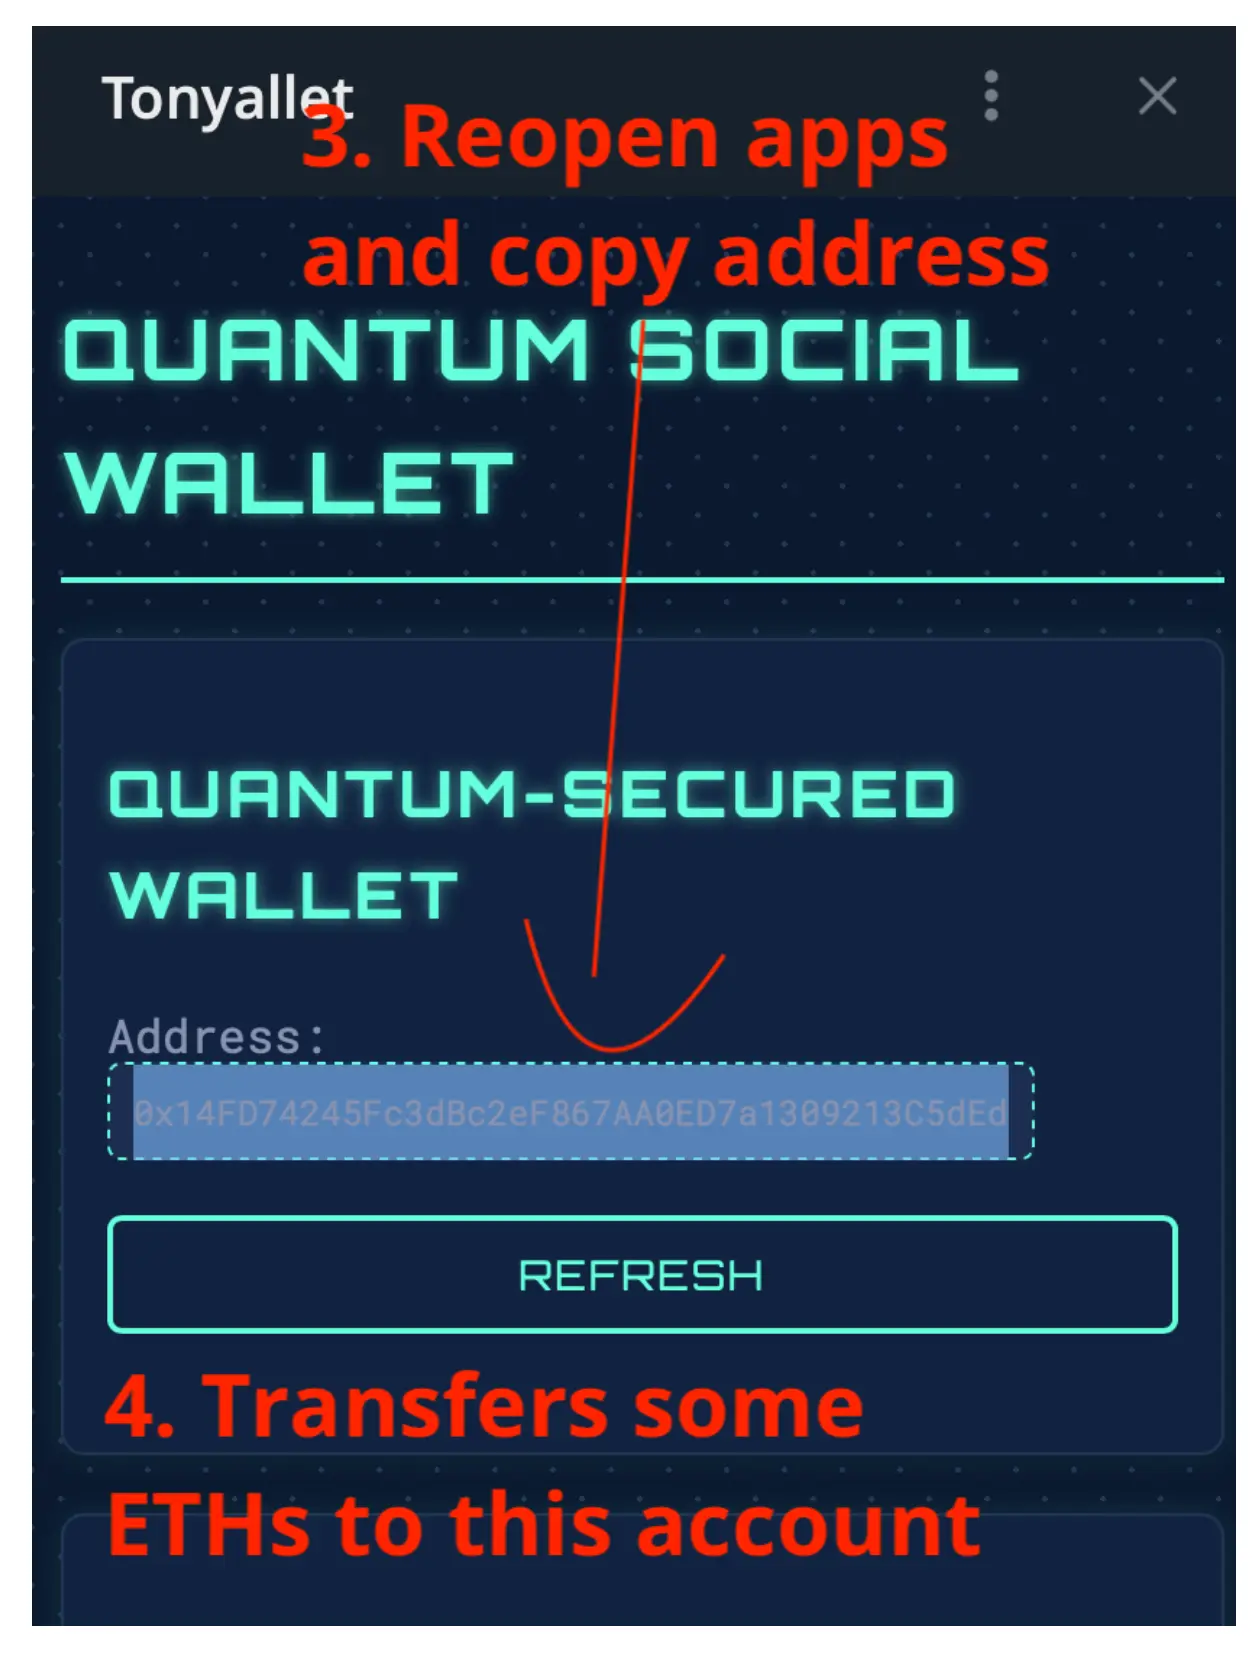 Tonyallet
3. Reopen apps
and copy address
QUANTUM SOCIAL
WALLET
QUANTUM-SECURED
WALLET
Address:
0x14FD74245Fc3dBc2eF867AA0ED7a1309213C5dEd
REFRESH
4. Transfers some
ETHs to this account